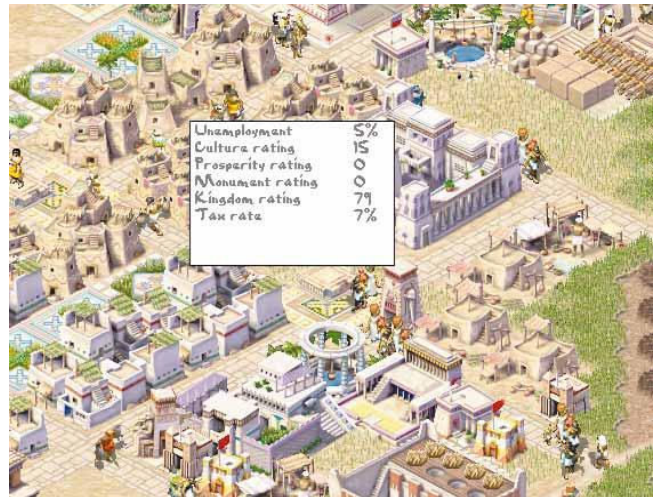 Unemployment 5%
Culture rating 15
Prosperity rating 0
Monument rating 0
Kingdom rating 79
Tax rate 7%